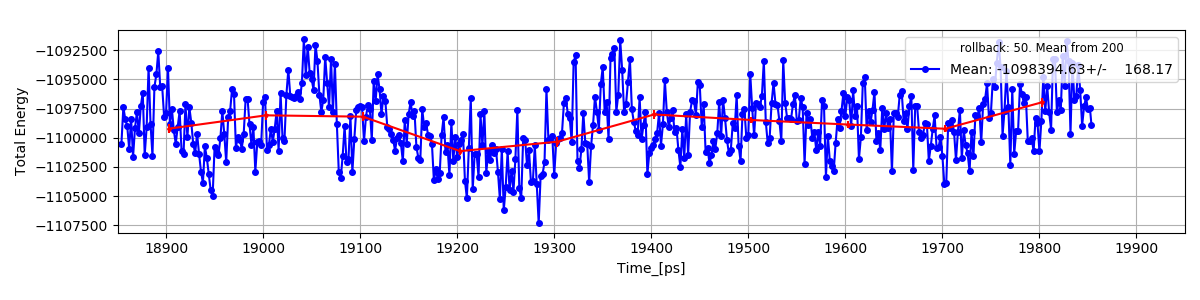 −1092500
−1095000
−1097500
−1100000
−1102500
−1105000
−1107500
Total Energy
rollback: 50. Mean from 200
Mean: -1098394.63+/- 168.17
18900 19000 19100 19200 19300 19400 19500 19600 19700 19800 19900
Time_[ps]